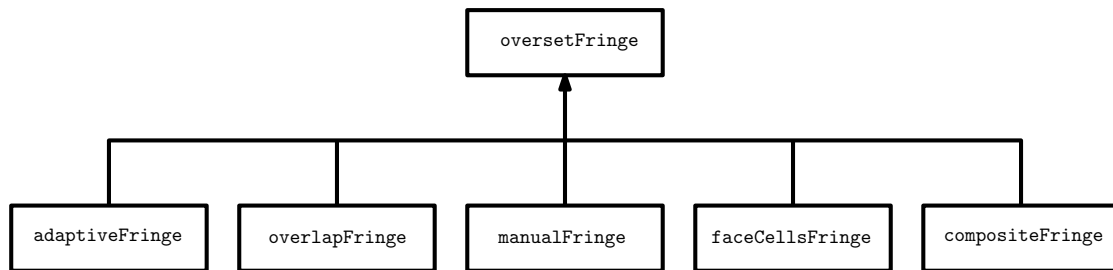 oversetFringe
adaptiveFringe
overlapFringe
manualFringe
faceCellsFringe
compositeFringe